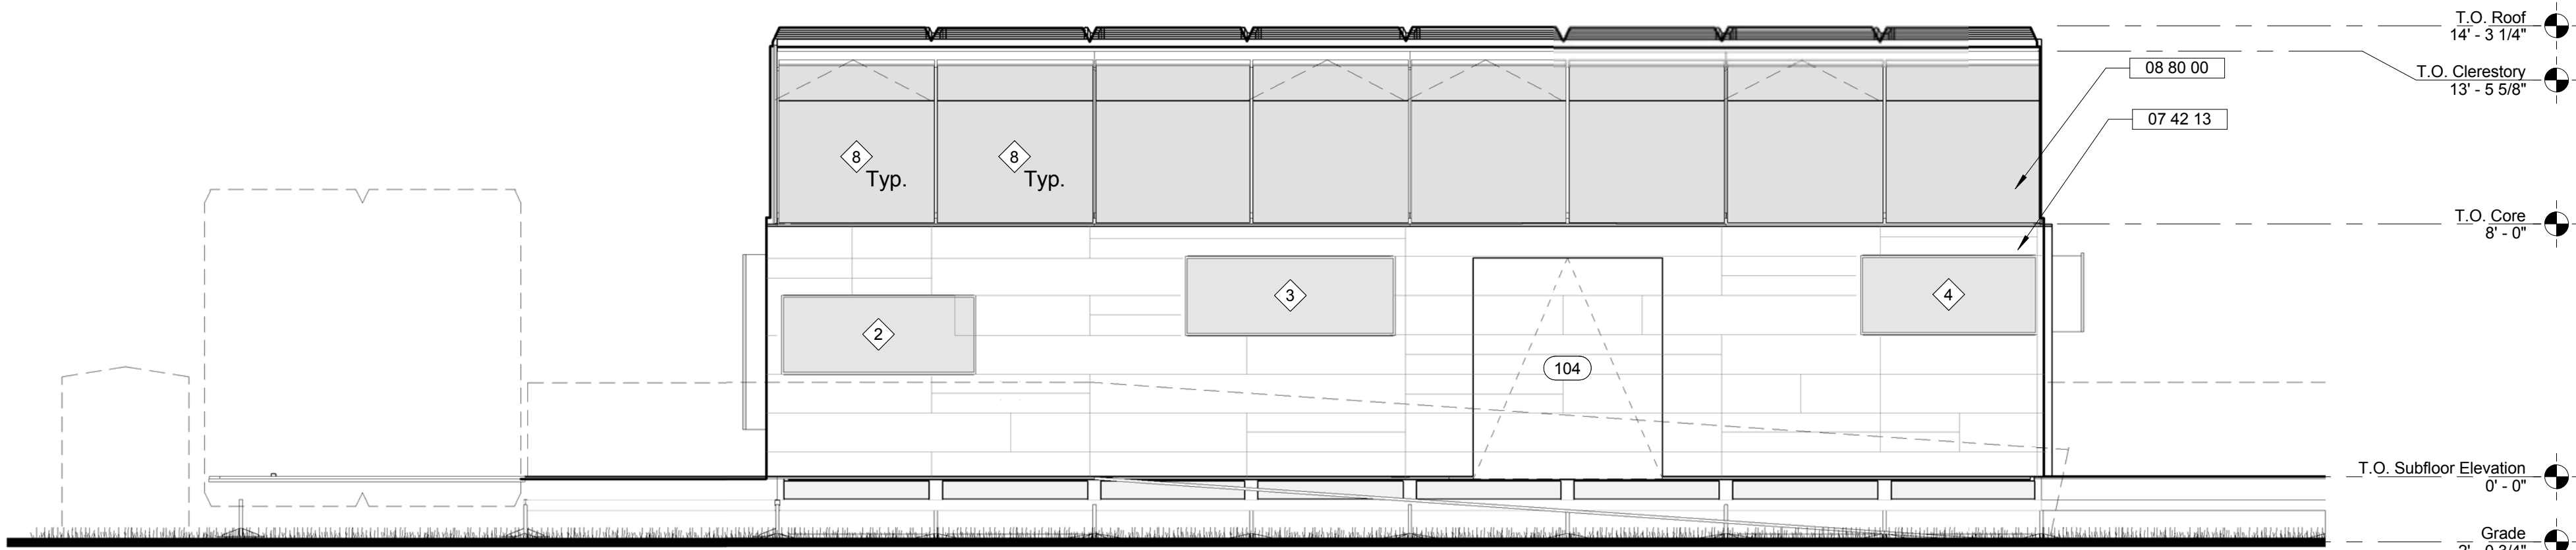 T.O. Roof
14' - 3 1/4"
08 80 00
T.O. Clerestory
13' - 5 5/8"
07 42 13
8
Typ.
8
Typ.
T.O. Core
8' - 0"
2
3
4
104
T.O. Subfloor Elevation
0' - 0"
Grade